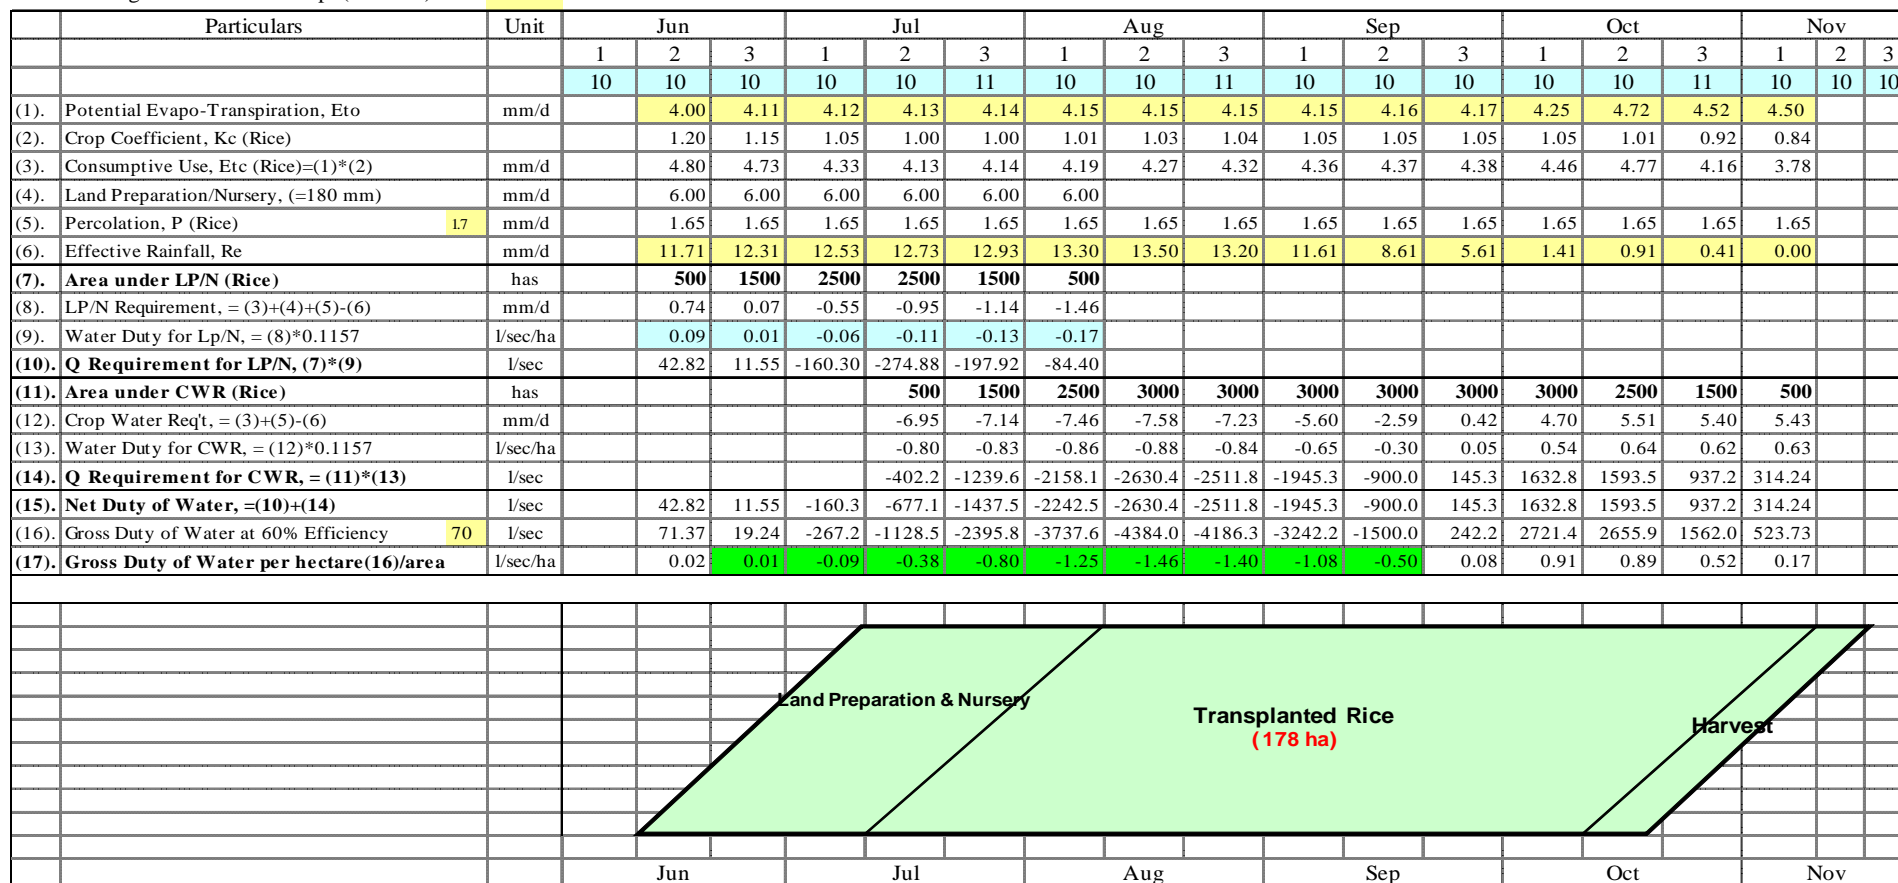 Particulars Unit Jun Jul Aug Sep Oct Nov
1 2 3 1 2 3 1 2 3 1 2 3 1 2 3 1 2 3
10 10 10 10 10 11 10 10 11 10 10 10 10 10 11 10 10 10
(1). Potential Evapo-Transpiration, Eto mm/d 4.00 4.11 4.12 4.13 4.14 4.15 4.15 4.15 4.15 4.16 4.17 4.25 4.72 4.52 4.50
(2). Crop Coefficient, Kc (Rice) 1.20 1.15 1.05 1.00 1.00 1.01 1.03 1.04 1.05 1.05 1.05 1.05 1.01 0.92 0.84
(3). Consumptive Use, Etc (Rice)=(1)*(2) mm/d 4.80 4.73 4.33 4.13 4.14 4.19 4.27 4.32 4.36 4.37 4.38 4.46 4.77 4.16 3.78
(4). Land Preparation/Nursery, (=180 mm) mm/d 6.00 6.00 6.00 6.00 6.00 6.00
(5). Percolation, P (Rice) 1.7 mm/d 1.65 1.65 1.65 1.65 1.65 1.65 1.65 1.65 1.65 1.65 1.65 1.65 1.65 1.65 1.65
(6). Effective Rainfall, Re mm/d 11.71 12.31 12.53 12.73 12.93 13.30 13.50 13.20 11.61 8.61 5.61 1.41 0.91 0.41 0.00
(7). Area under LP/N (Rice) has 500 1500 2500 2500 1500 500
(8). LP/N Requirement, = (3)+(4)+(5)-(6) mm/d 0.74 0.07 -0.55 -0.95 -1.14 -1.46
(9). Water Duty for Lp/N, = (8)*0.1157 l/sec/ha 0.09 0.01 -0.06 -0.11 -0.13 -0.17
(10). Q Requirement for LP/N, (7)*(9) l/sec 42.82 11.55 -160.30 -274.88 -197.92 -84.40
(11). Area under CWR (Rice) has 500 1500 2500 3000 3000 3000 3000 3000 3000 2500 1500 500
(12). Crop Water Req't, = (3)+(5)-(6) mm/d -6.95 -7.14 -7.46 -7.58 -7.23 -5.60 -2.59 0.42 4.70 5.51 5.40 5.43
(13). Water Duty for CWR, = (12)*0.1157 l/sec/ha -0.80 -0.83 -0.86 -0.88 -0.84 -0.65 -0.30 0.05 0.54 0.64 0.62 0.63
(14). Q Requirement for CWR, = (11)*(13) l/sec -402.2 -1239.6 -2158.1 -2630.4 -2511.8 -1945.3 -900.0 145.3 1632.8 1593.5 937.2 314.24
(15). Net Duty of Water, =(10)+(14) l/sec 42.82 11.55 -160.3 -677.1 -1437.5 -2242.5 -2630.4 -2511.8 -1945.3 -900.0 145.3 1632.8 1593.5 937.2 314.24
(16). Gross Duty of Water at 60% Efficiency 70 l/sec 71.37 19.24 -267.2 -1128.5 -2395.8 -3737.6 -4384.0 -4186.3 -3242.2 -1500.0 242.2 2721.4 2655.9 1562.0 523.73
(17). Gross Duty of Water per hectare(16)/area l/sec/ha 0.02 0.01 -0.09 -0.38 -0.80 -1.25 -1.46 -1.40 -1.08 -0.50 0.08 0.91 0.89 0.52 0.17
Land Preparation & Nursery
Transplanted Rice
(178 ha)
Harvest
Jun Jul Aug Sep Oct Nov